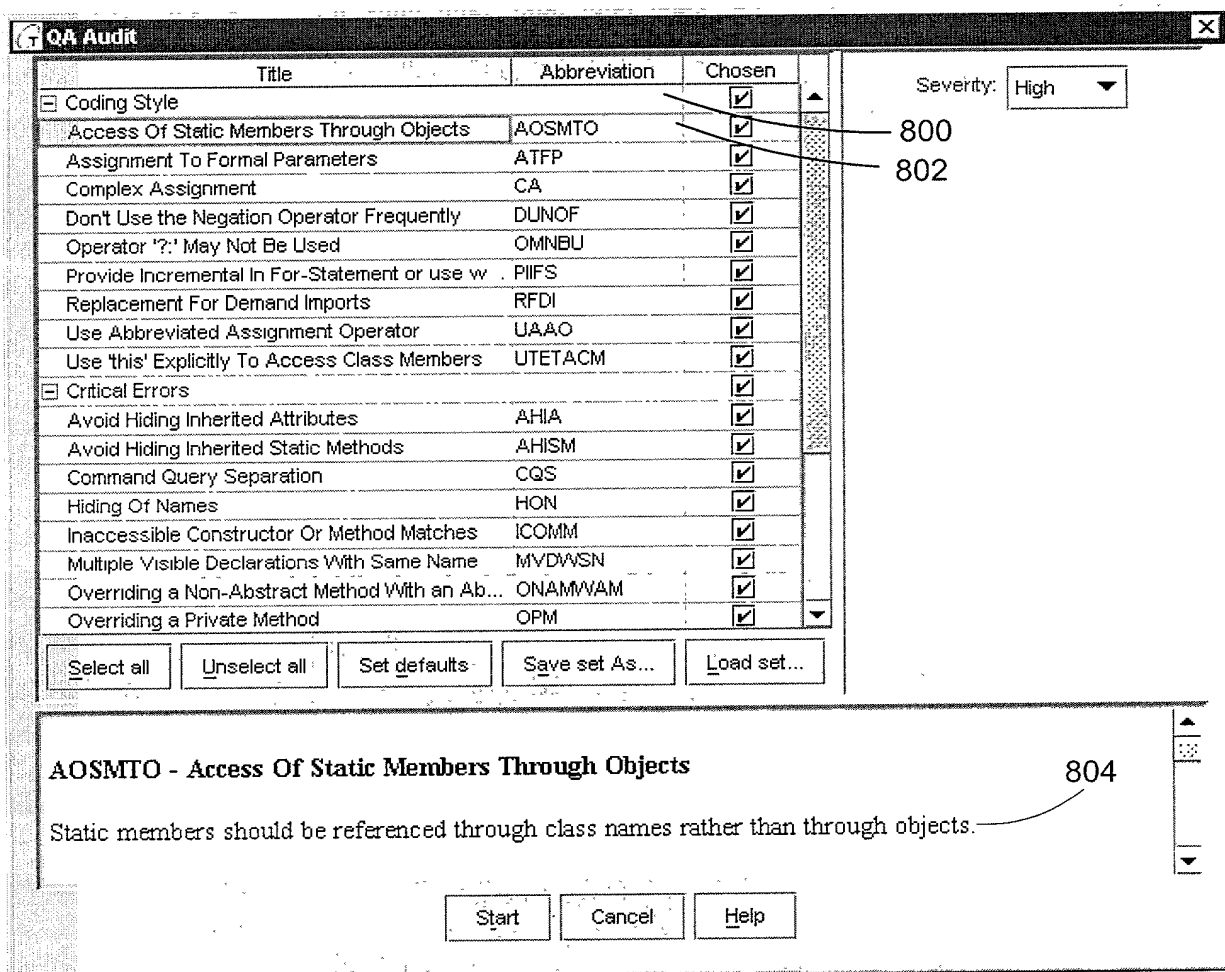 QA Audit
Title Abbreviation Chosen
Severity: High
Coding Style
800
Access Of Static Members Through Objects AOSMTO
802
Assignment To Formal Parameters ATFP
Complex Assignment CA
Don't Use the Negation Operator Frequently DUNOF
Operator '?:' May Not Be Used OMNBU
Provide Incremental In For-Statement or use w . PIIFS
Replacement For Demand Imports RFDI
Use Abbreviated Assignment Operator UAAO
Use 'this' Explicitly To Access Class Members UTETACM
Critical Errors
Avoid Hiding Inherited Attributes AHIA
Avoid Hiding Inherited Static Methods AHISM
Command Query Separation CQS
Hiding Of Names HON
Inaccessible Constructor Or Method Matches ICOMM
Multiple Visible Declarations With Same Name MVDWSN
Overriding a Non-Abstract Method With an Ab... ONAMWAM
Overriding a Private Method OPM
Select all Unselect all Set defaults Save set As... Load set...
AOSMTO - Access Of Static Members Through Objects
804
Static members should be referenced through class names rather than through objects.
Start Cancel Help